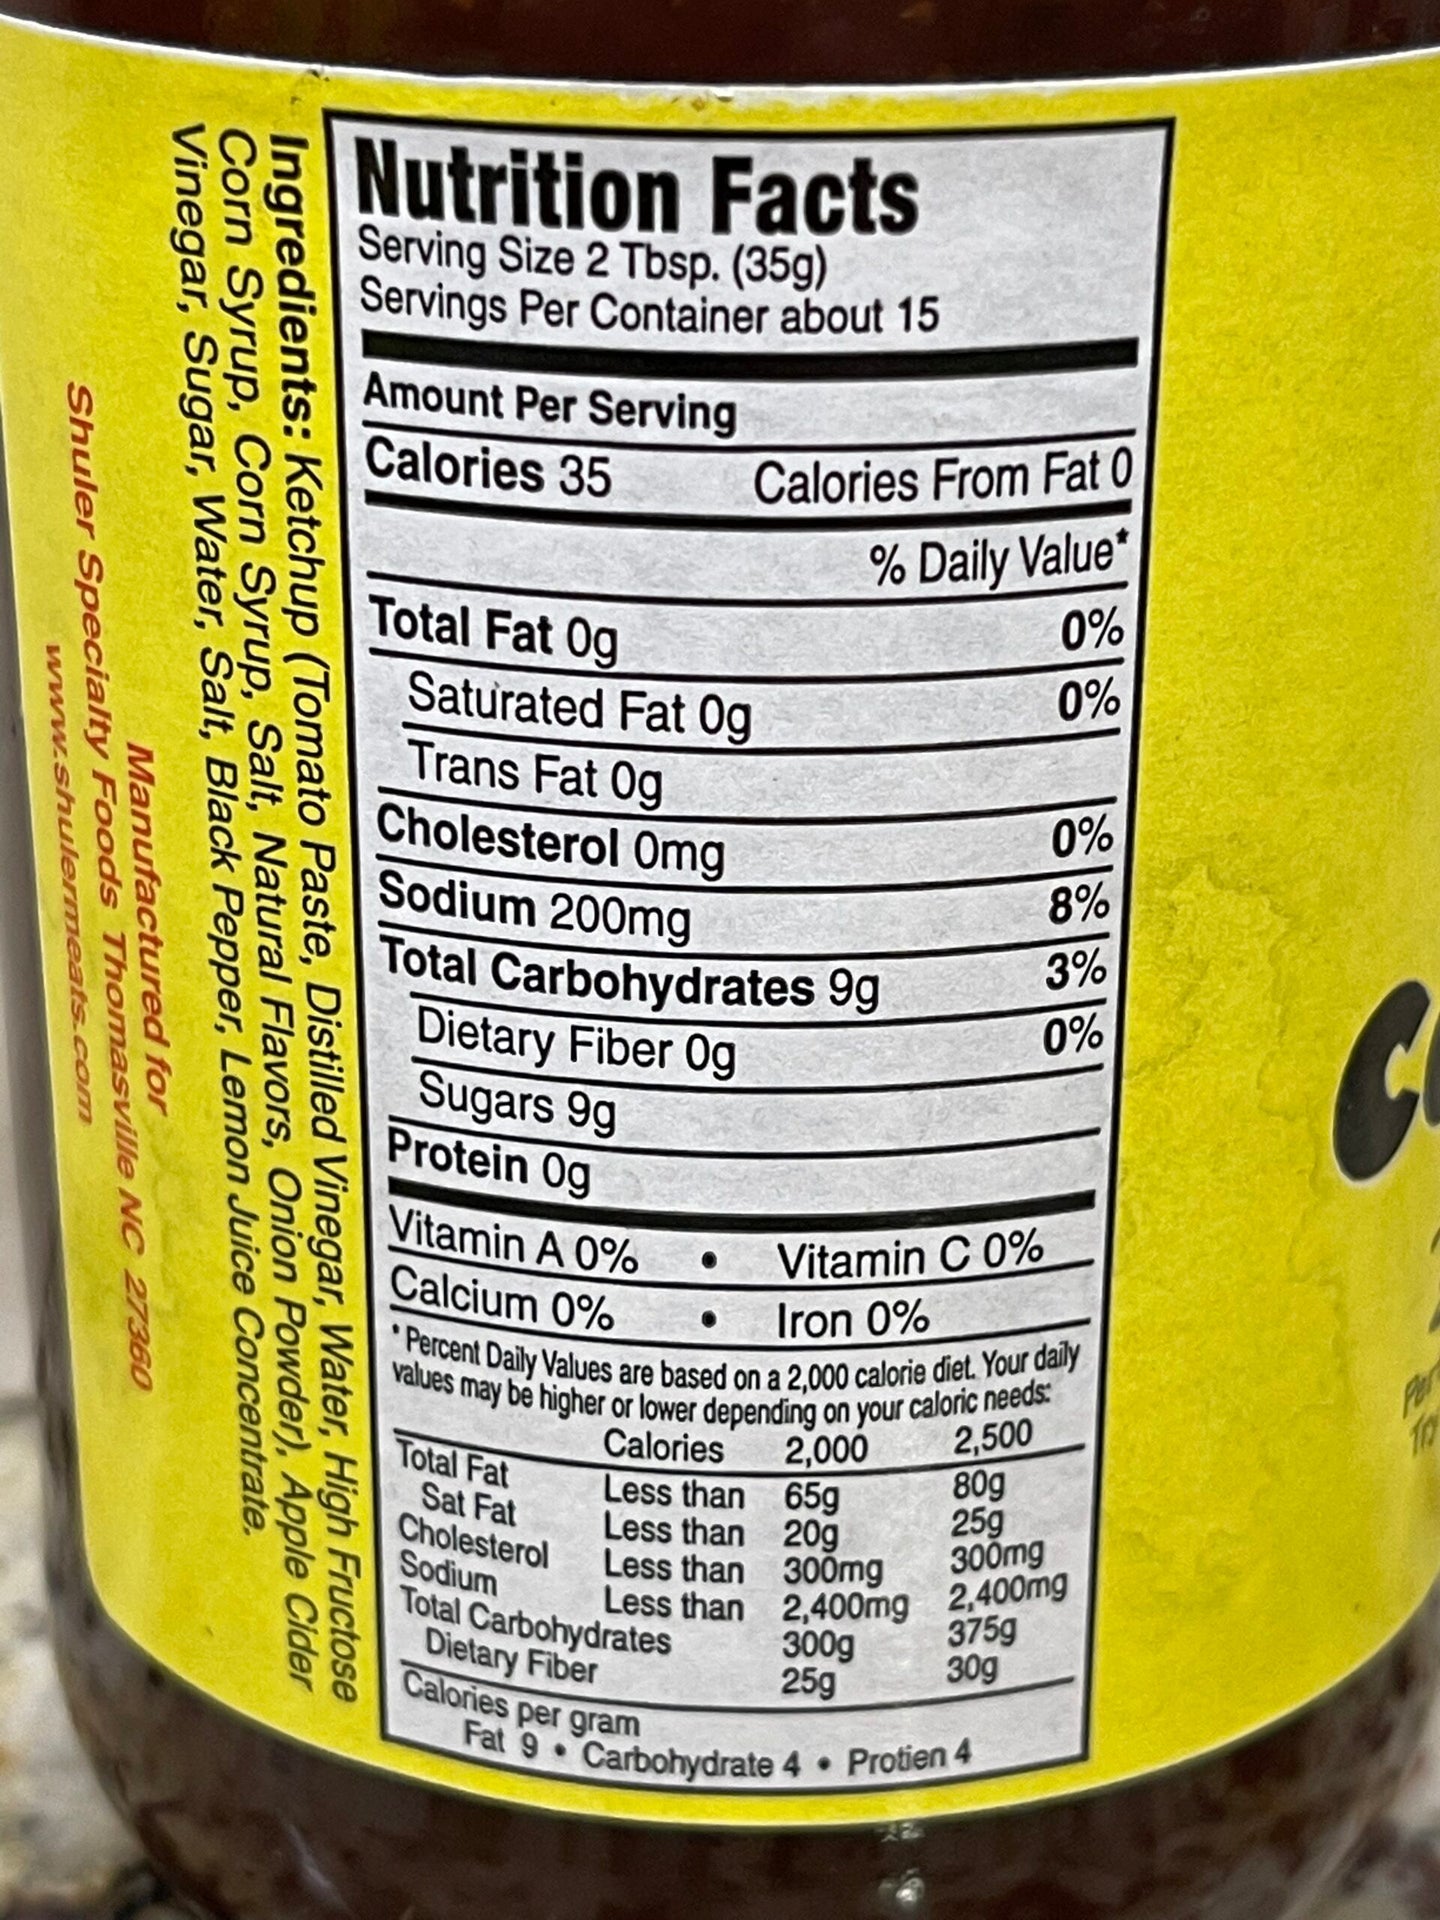 Nutrition Facts
Serving Size 2 Tbsp. (35g)
Servings Per Container about 15
Amount Per Serving
Calories 35 Calories From Fat 0
% Daily Value*
Total Fat 0g 0%
Saturated Fat 0g 0%
Trans Fat 0g
Cholesterol 0mg 0%
Sodium 200mg 8%
Total Carbohydrates 9g 3%
Dietary Fiber 0g 0%
Sugars 9g
Protein 0g
Vitamin A 0% • Vitamin C 0%
Calcium 0% • Iron 0%
*Percent Daily Values are based on a 2,000 calorie diet. Your daily
values may be higher or lower depending on your caloric needs:
Calories 2,000 2,500
Total Fat Less than 65g 80g
Sat Fat Less than 20g 25g
Cholesterol Less than 300mg 300mg
Sodium Less than 2,400mg 2,400mg
Total Carbohydrates 300g 375g
Dietary Fiber 25g 30g
Calories per gram
Fat 9 • Carbohydrate 4 • Protien 4
Ingredients: Ketchup (Tomato Paste, Distilled Vinegar, Water, High Fructose
Corn Syrup, Corn Syrup, Salt, Natural Flavors, Onion Powder), Apple Cider
Vinegar, Sugar, Water, Salt, Black Pepper, Lemon Juice Concentrate.
Manufactured for
Shuler Specialty Foods Thomasville NC 27360
www.shulermeats.com